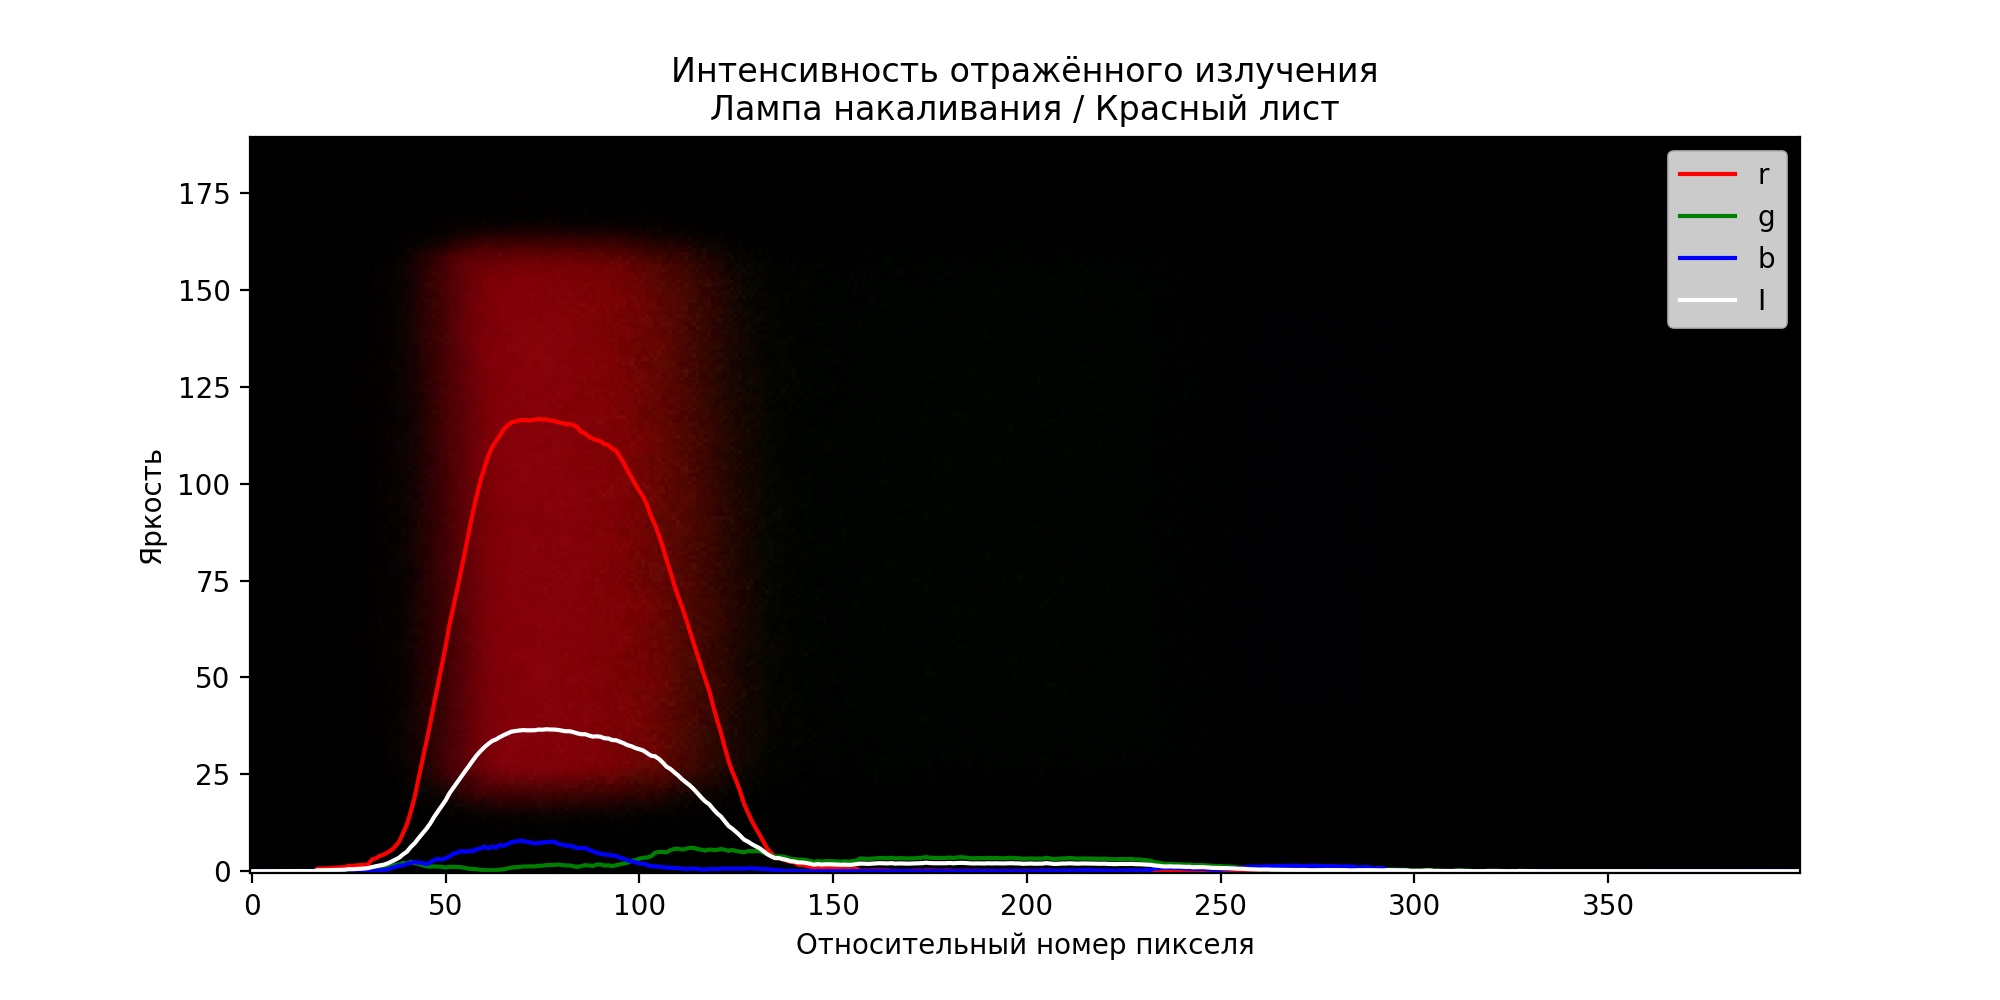 Интенсивность отражённого излучения
Лампа накаливания / Красный лист
r
g
b
l
Яркость
175
150
125
100
75
50
25
0
0 50 100 150 200 250 300 350
Относительный номер пикселя